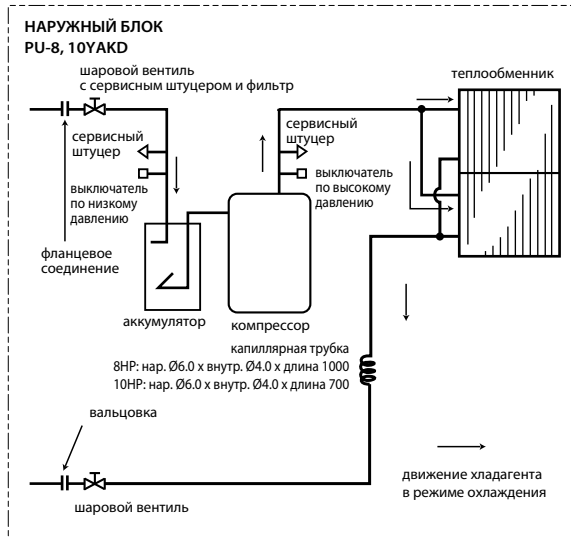 НАРУЖНЫЙ БЛОК
PU-8, 10YAKD
шаровой вентиль
с сервисным штуцером и фильтр
теплообменник
сервисный
штуцер
сервисный
штуцер
выключатель
по низкому
давлению
выключатель
по высокому
давлению
фланцевое
соединение
аккумулятор
компрессор
капиллярная трубка
8HP: нар. Ø6.0 x внутр. Ø4.0 x длина 1000
10HP: нар. Ø6.0 x внутр. Ø4.0 x длина 700
вальцовка
шаровой вентиль
движение хладагента
в режиме охлаждения